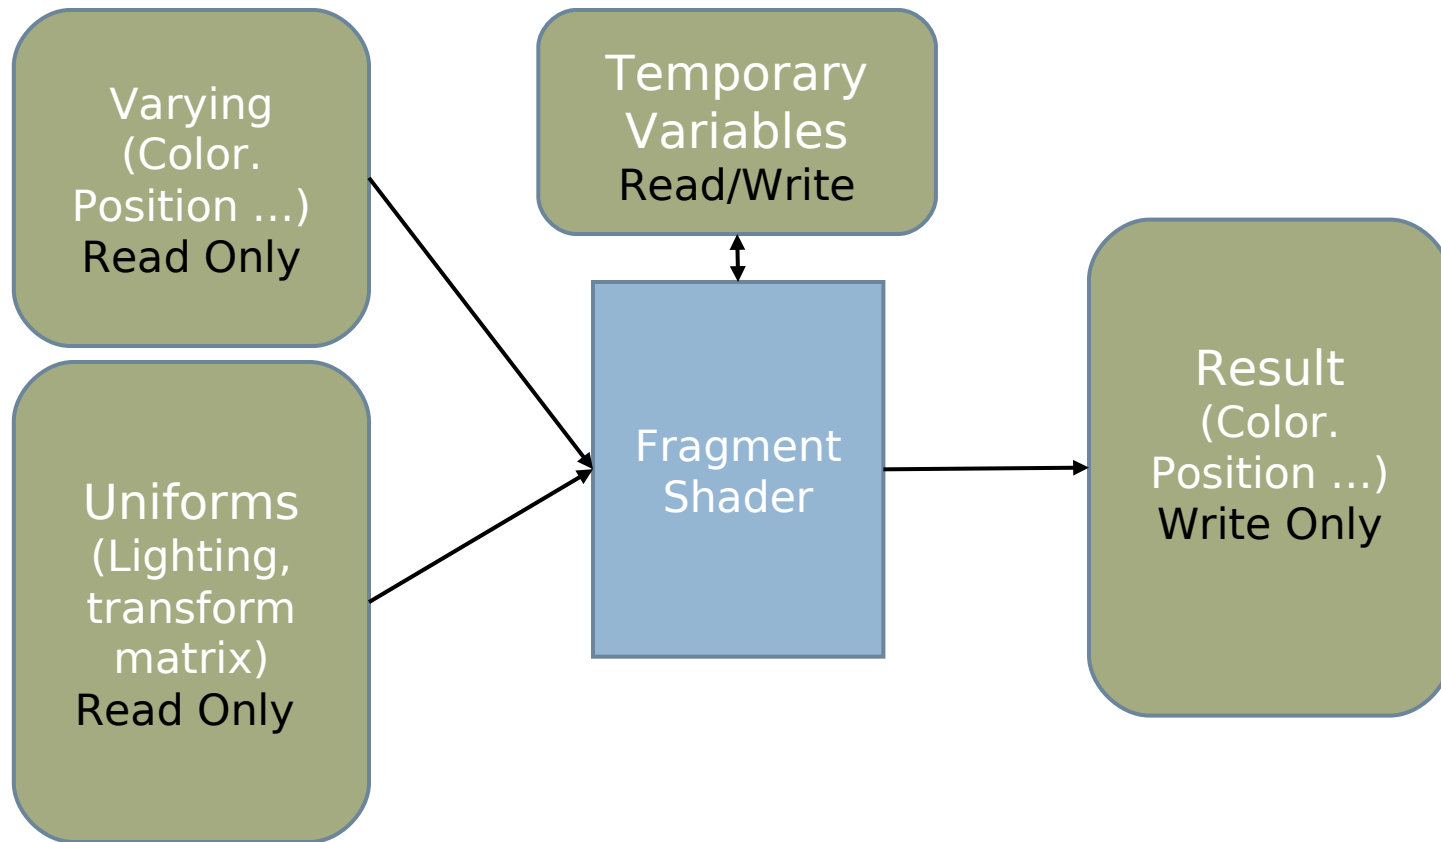 Varying
(Color.
Position ...)
Read Only
Temporary
Variables
Read/Write
Uniforms
(Lighting,
transform
matrix)
Read Only
Fragment
Shader
Result
(Color.
Position ...)
Write Only